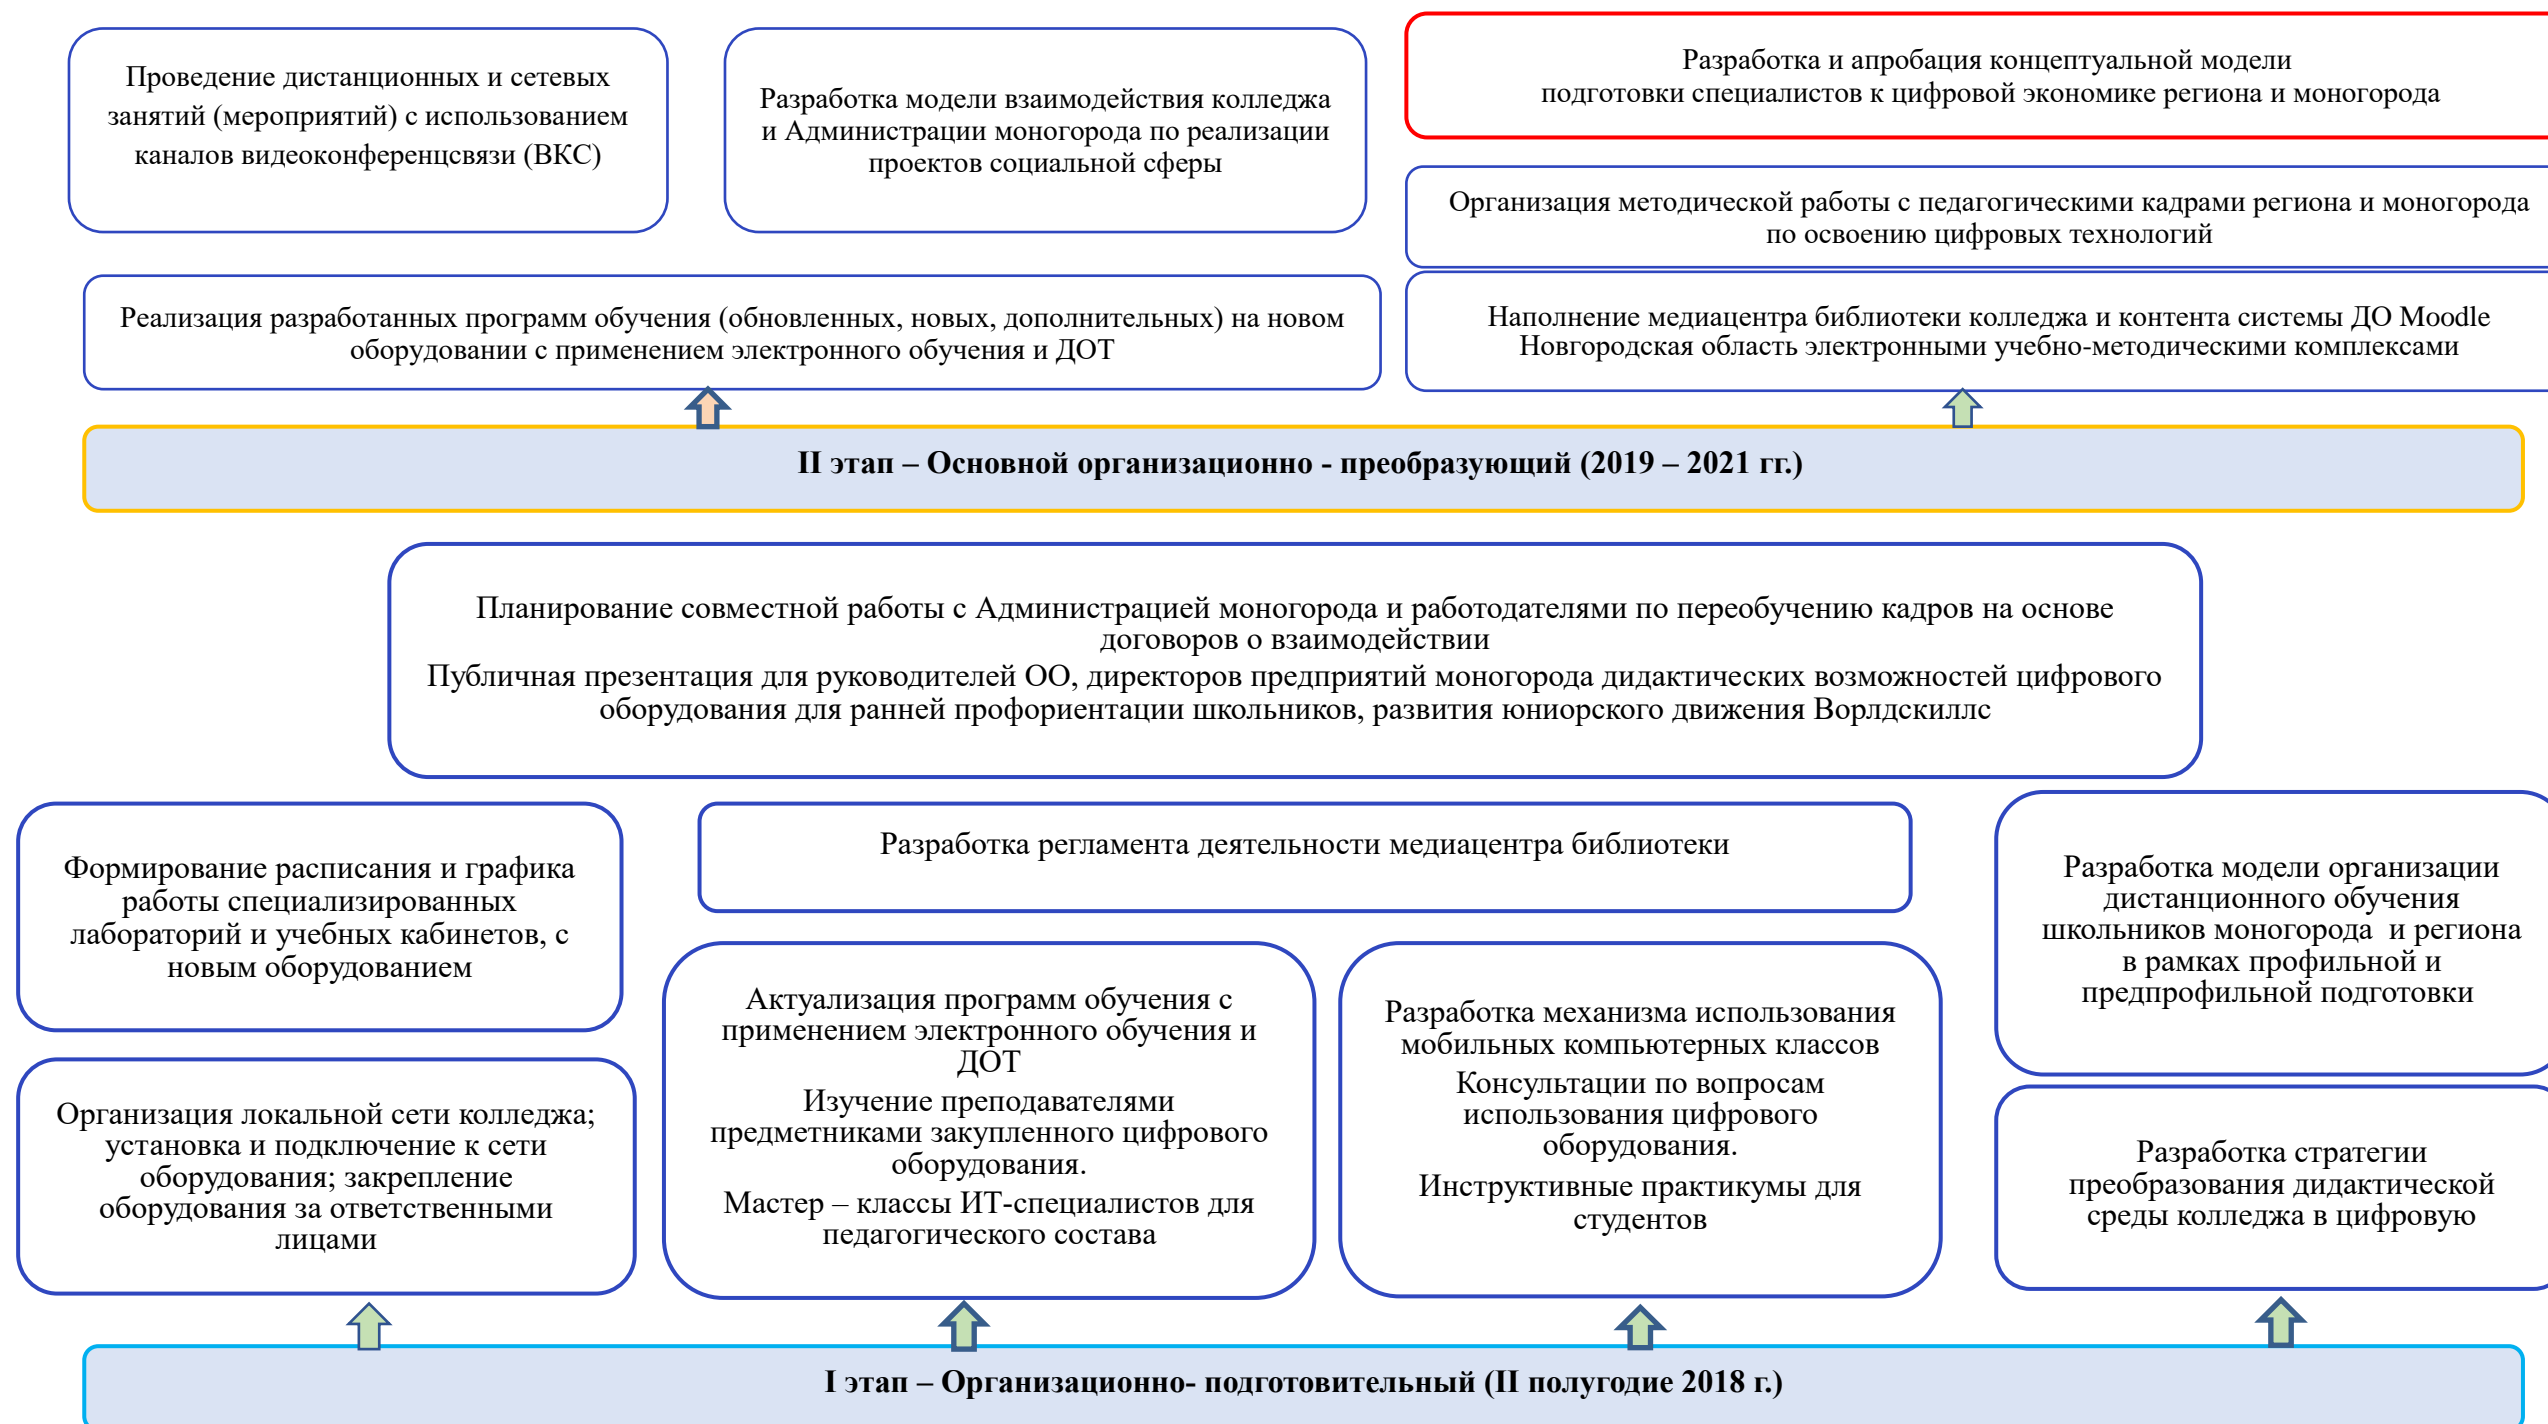 Проведение дистанционных и сетевых
занятий (мероприятий) с использованием
каналов видеоконференцсвязи (ВКС)
Разработка модели взаимодействия колледжа
и Администрации моногорода по реализации
проектов социальной сферы
Разработка и апробация концептуальной модели
подготовки специалистов к цифровой экономике региона и моногорода
Организация методической работы с педагогическими кадрами региона и моногорода
по освоению цифровых технологий
Реализация разработанных программ обучения (обновленных, новых, дополнительных) на новом
оборудовании с применением электронного обучения и ДОТ
Наполнение медиацентра библиотеки колледжа и контента системы ДО Moodle
Новгородская область электронными учебно-методическими комплексами
II этап – Основной организационно - преобразующий (2019 – 2021 гг.)
Планирование совместной работы с Администрацией моногорода и работодателями по переобучению кадров на основе
договоров о взаимодействии
Публичная презентация для руководителей ОО, директоров предприятий моногорода дидактических возможностей цифрового
оборудования для ранней профориентации школьников, развития юниорского движения Ворлдскиллс
Формирование расписания и графика
работы специализированных
лабораторий и учебных кабинетов, с
новым оборудованием
Разработка регламента деятельности медиацентра библиотеки
Разработка модели организации
дистанционного обучения
школьников моногорода  и региона
в рамках профильной и
предпрофильной подготовки
Организация локальной сети колледжа;
установка и подключение к сети
оборудования; закрепление
оборудования за ответственными
лицами
Актуализация программ обучения с
применением электронного обучения и
ДОТ
Изучение преподавателями
предметниками закупленного цифрового
оборудования.
Мастер – классы ИТ-специалистов для
педагогического состава
Разработка механизма использования
мобильных компьютерных классов
Консультации по вопросам
использования цифрового
оборудования.
Инструктивные практикумы для
студентов
Разработка стратегии
преобразования дидактической
среды колледжа в цифровую
I этап – Организационно- подготовительный (II полугодие 2018 г.)